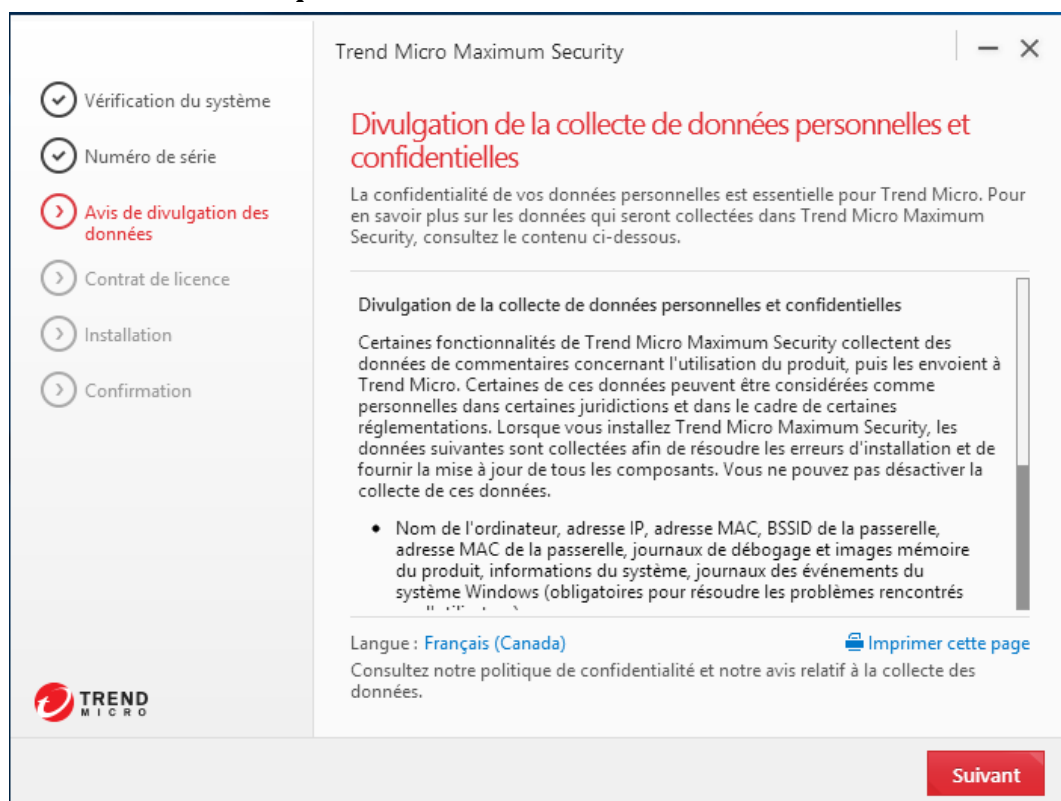 Trend Micro Maximum Security
Vérification du système
Numéro de série
Avis de divulgation des
données
Contrat de licence
Installation
Confirmation
Divulgation de la collecte de données personnelles et
confidentielles
La confidentialité de vos données personnelles est essentielle pour Trend Micro. Pour
en savoir plus sur les données qui seront collectées dans Trend Micro Maximum
Security, consultez le contenu ci-dessous.
Divulgation de la collecte de données personnelles et confidentielles
Certaines fonctionnalités de Trend Micro Maximum Security collectent des
données de commentaires concernant l'utilisation du produit, puis les envoient à
Trend Micro. Certaines de ces données peuvent être considérées comme
personnelles dans certaines juridictions et dans le cadre de certaines
réglementations. Lorsque vous installez Trend Micro Maximum Security, les
données suivantes sont collectées afin de résoudre les erreurs d'installation et de
fournir la mise à jour de tous les composants. Vous ne pouvez pas désactiver la
collecte de ces données.
• Nom de l'ordinateur, adresse IP, adresse MAC, BSSID de la passerelle,
adresse MAC de la passerelle, journaux de débogage et images mémoire
du produit, informations du système, journaux des événements du
système Windows (obligatoires pour résoudre les problèmes rencontrés
Langue : Français (Canada)
Imprimer cette page
Consultez notre politique de confidentialité et notre avis relatif à la collecte des
données.
TREND
MICRO
Suivant